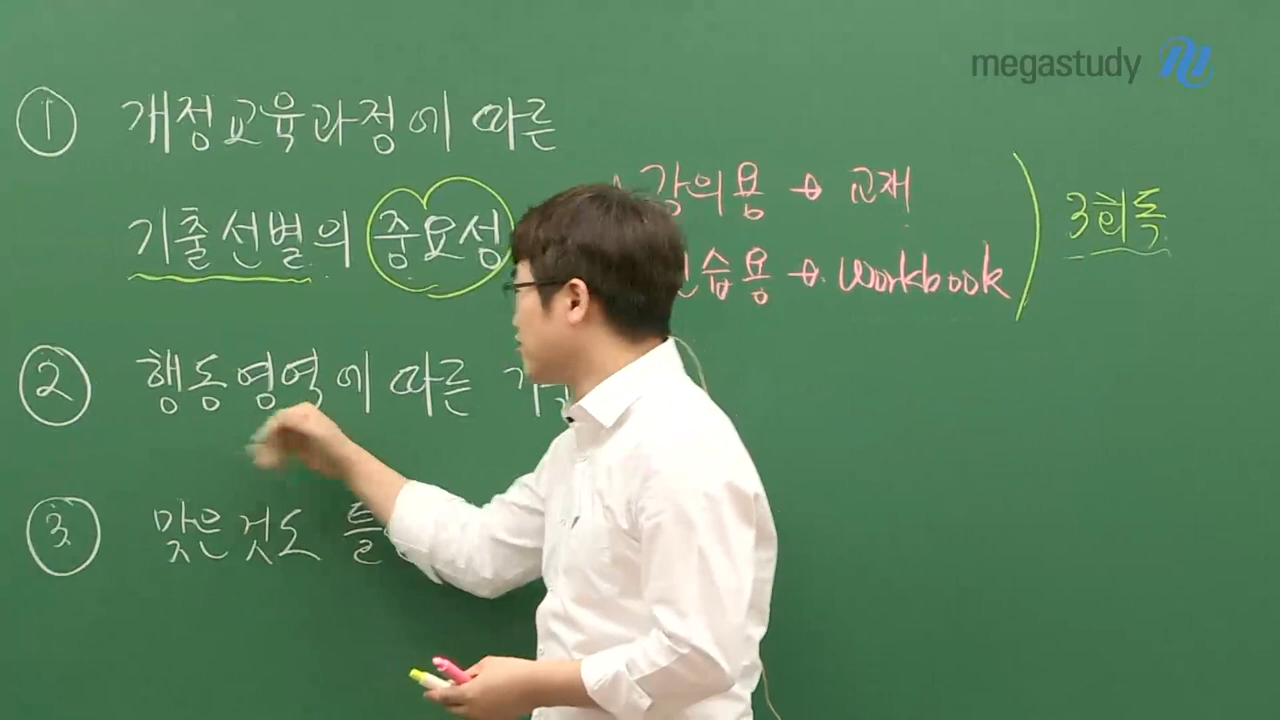 megastudy
① 개정교육과정에 따른
기출선별의 중요성
강의용 → 교재
습용 → workbook
3회독
② 행동영역에 따른
③ 맞은것도 틀